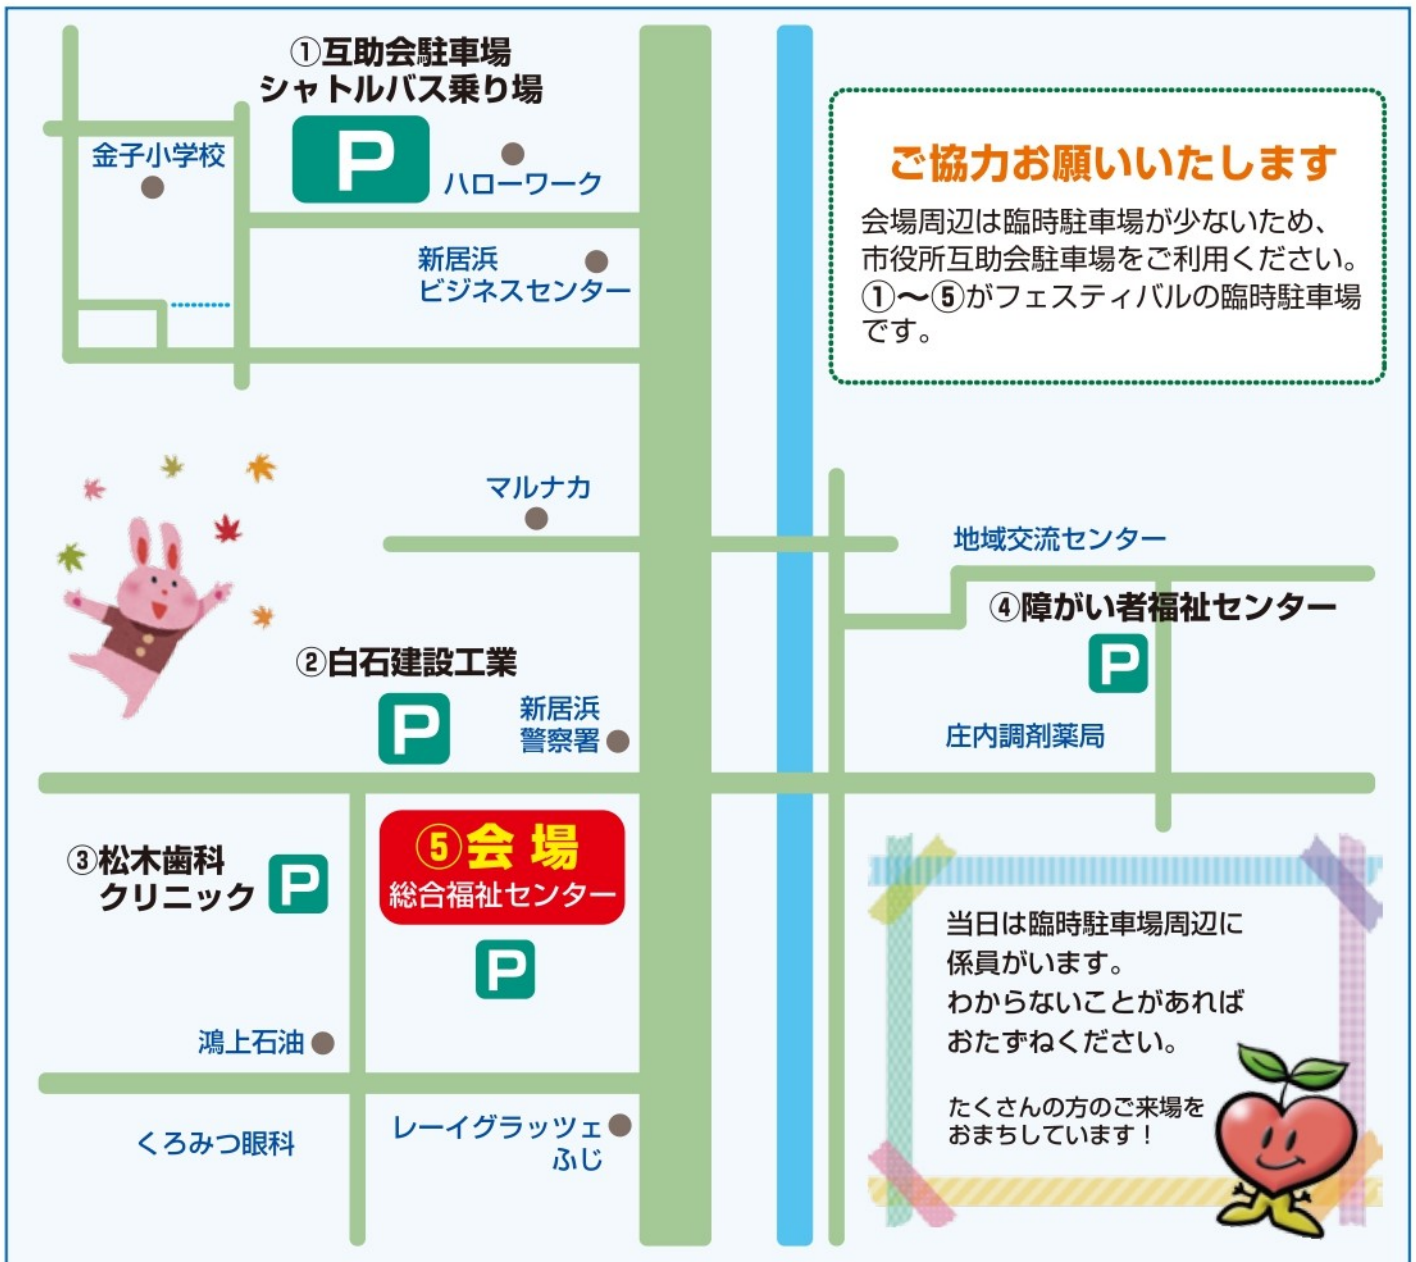 ①互助会駐車場
シャトルバス乗り場
P
金子小学校
ハローワーク
新居浜
ビジネスセンター
ご協力お願いいたします
会場周辺は臨時駐車場が少ないため、
市役所互助会駐車場をご利用ください。
①〜⑤がフェスティバルの臨時駐車場
です。
マルナカ
地域交流センター
④障がい者福祉センター
P
②白石建設工業
P
新居浜
警察署
庄内調剤薬局
③松木歯科
クリニック
P
⑤会場
総合福祉センター
P
鴻上石油
くろみつ眼科
レーイグラッツェ
ふじ
当日は臨時駐車場周辺に
係員がいます。
わからないことがあれば
おたずねください。
たくさんの方のご来場を
おまちしています！